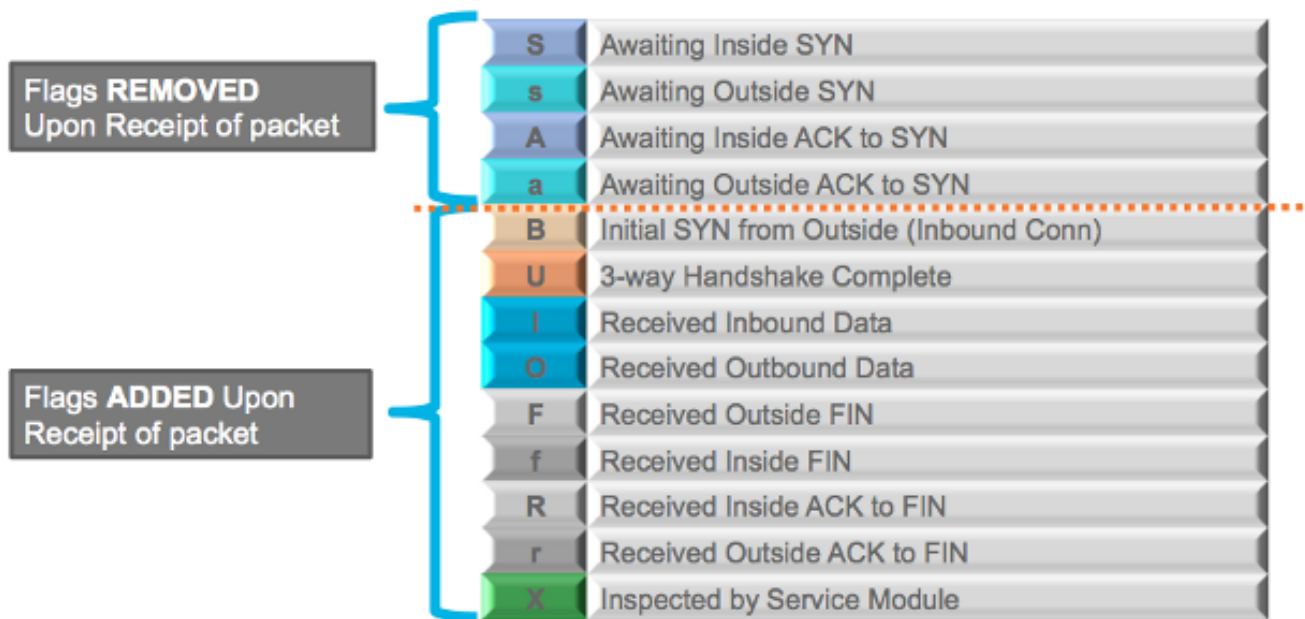 Flags REMOVED
Upon Receipt of packet
S Awaiting Inside SYN
s Awaiting Outside SYN
A Awaiting Inside ACK to SYN
a Awaiting Outside ACK to SYN
Flags ADDED Upon
Receipt of packet
B Initial SYN from Outside (Inbound Conn)
U 3-way Handshake Complete
I Received Inbound Data
O Received Outbound Data
F Received Outside FIN
f Received Inside FIN
R Received Inside ACK to FIN
r Received Outside ACK to FIN
X Inspected by Service Module